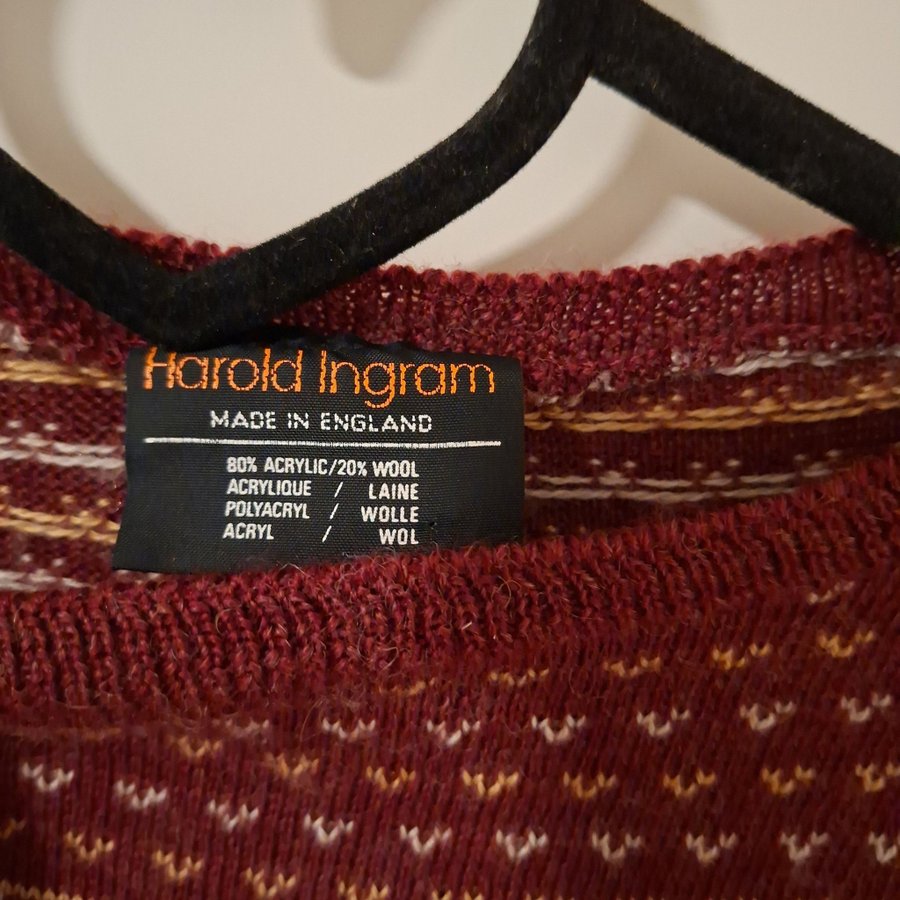 Harold Ingram
MADE IN ENGLAND
80% ACRYLIC/20% WOOL
ACRYLIQUE / LAINE
POLYACRYL / WOLLE
ACRYL / WOL